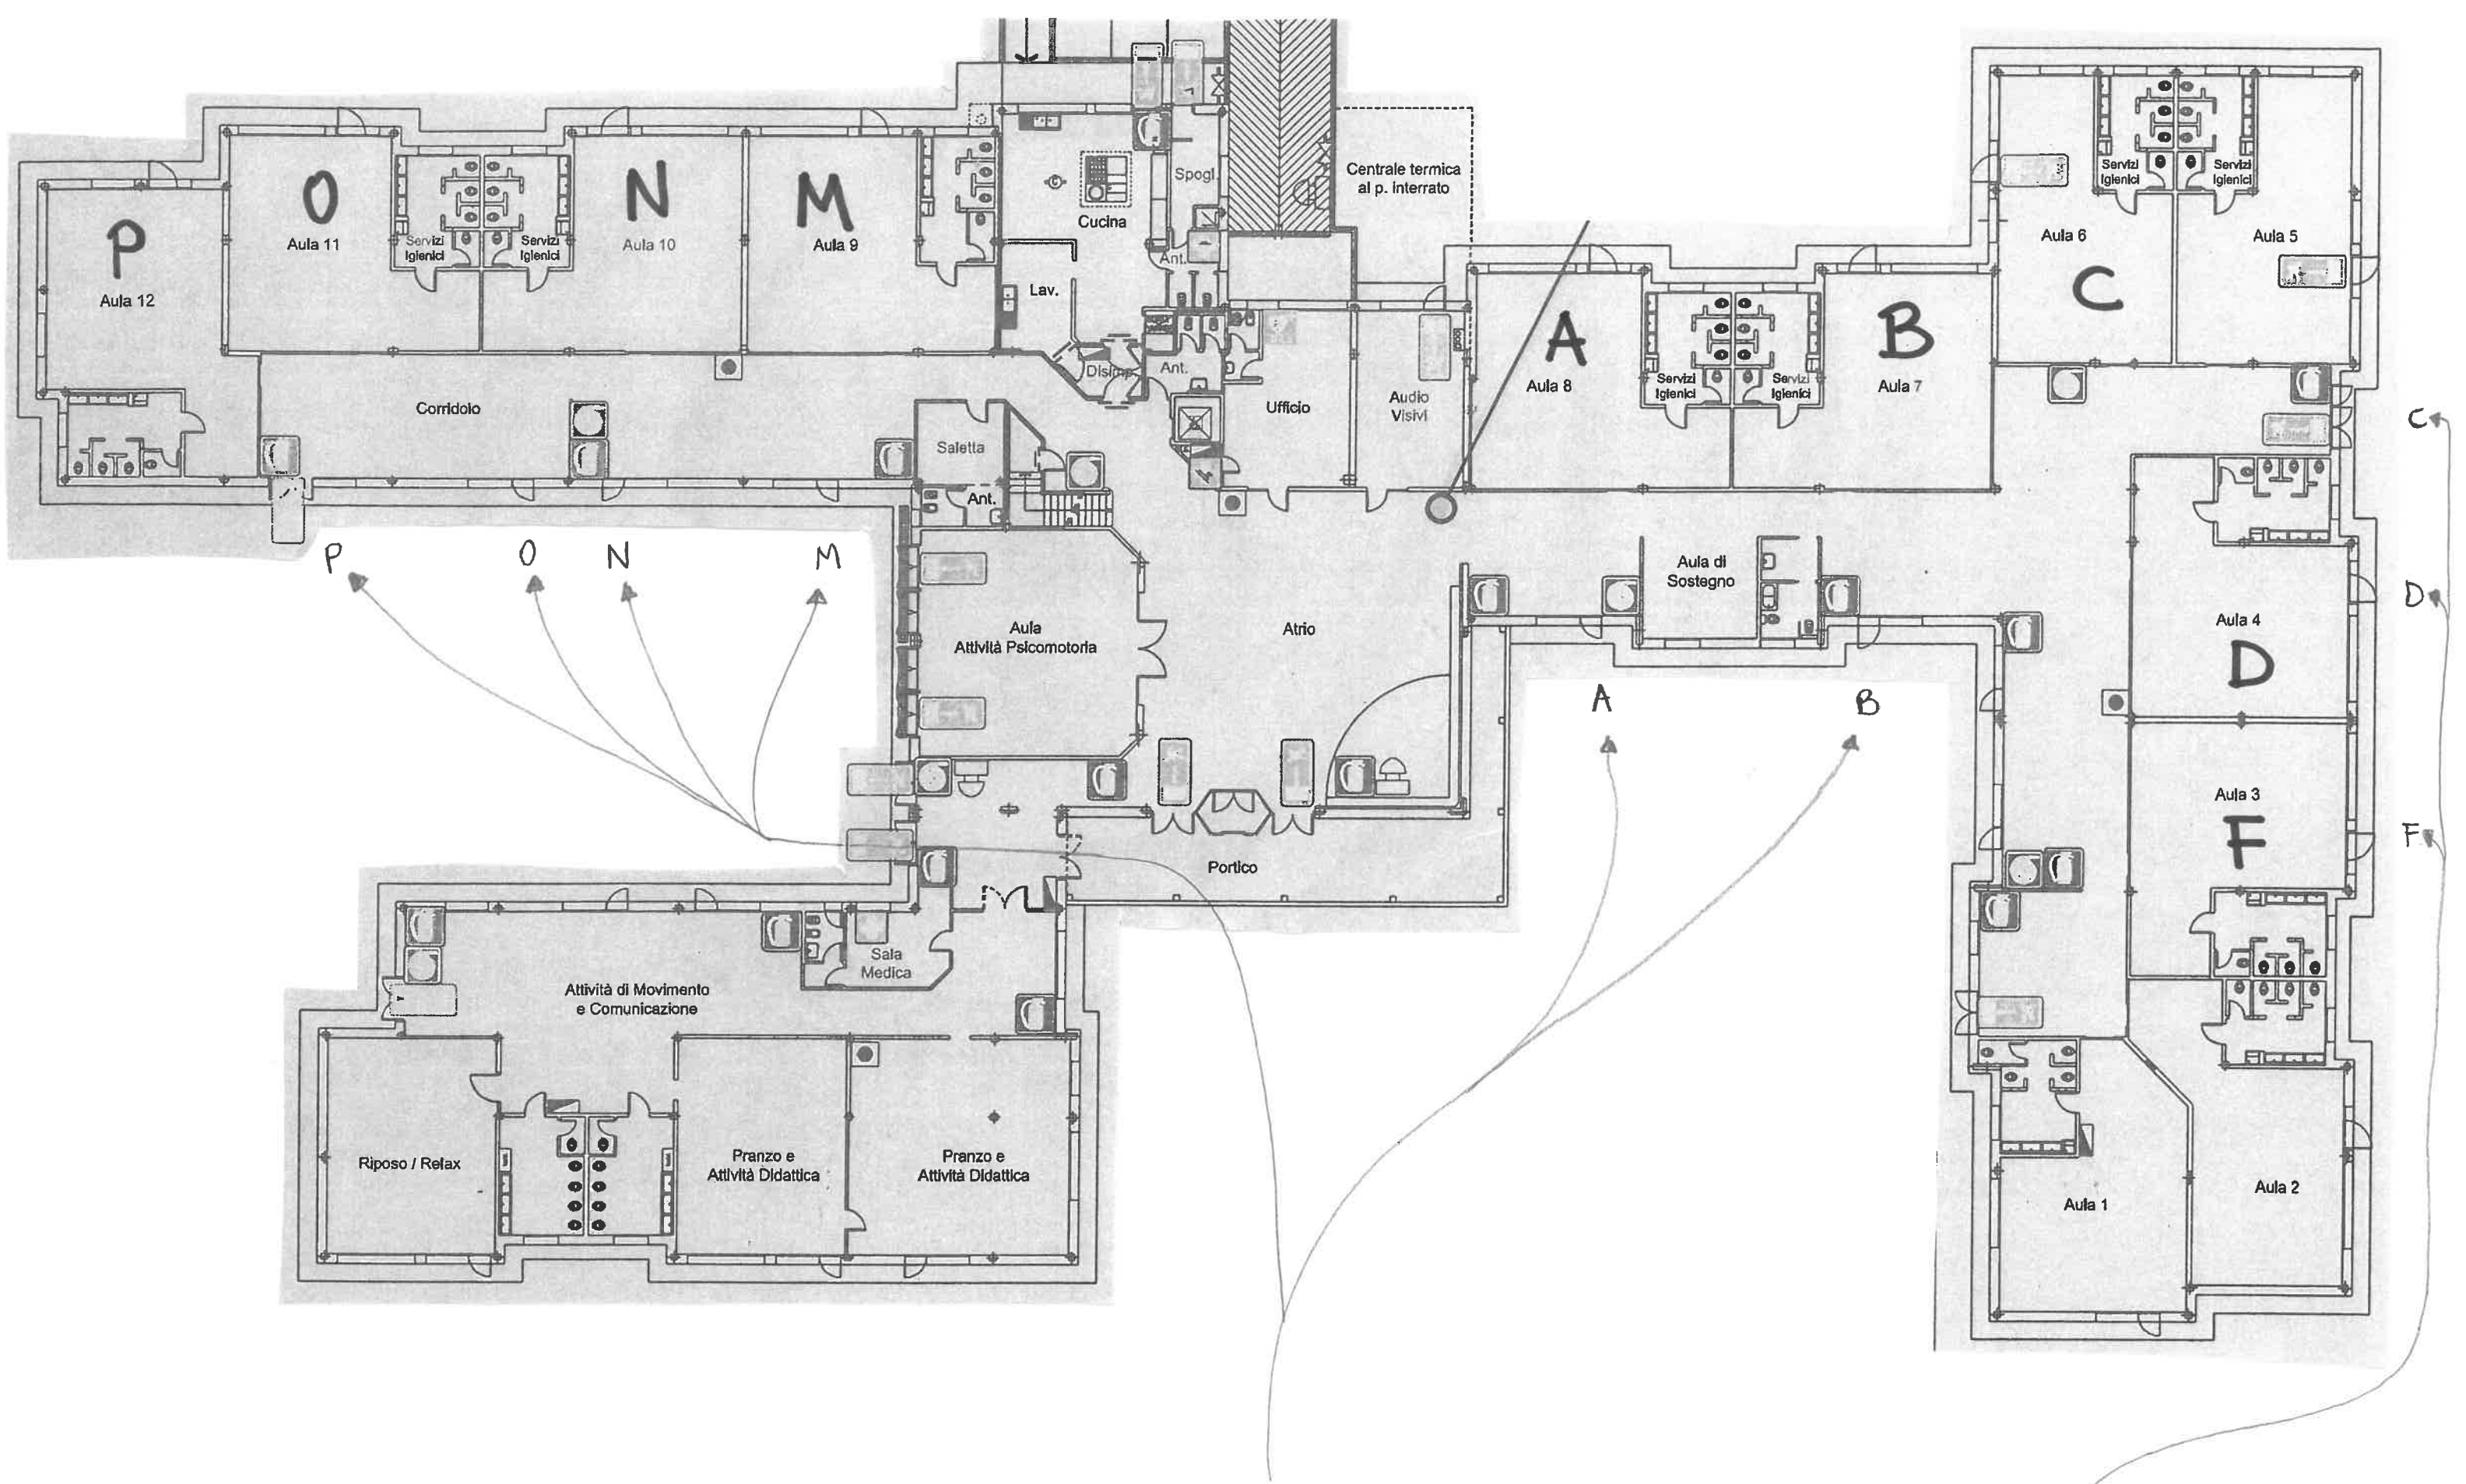 Centrale termica
al p. interrato
Spogl.
Cucina
Servizi
Igienici
Servizi
Igienici
O
Aula 11
N
Aula 10
M
Aula 9
P
Aula 12
Servizi
Igienici
Servizi
Igienici
Aula 6
C
Aula 5
Ant.
Lav.
Disimp.
Ant.
A
Aula 8
B
Aula 7
Servizi
Igienici
Servizi
Igienici
Corridoio
Ufficio
Audio
Visivi
C
Saletta
Ant.
P
O
N
M
Aula di
Sostegno
D
Aula
Attività Psicomotoria
Atrio
Aula 4
D
A
B
Aula 3
F
F
Portico
Sala
Medica
Attività di Movimento
e Comunicazione
Riposo / Relax
Pranzo e
Attività Didattica
Pranzo e
Attività Didattica
Aula 1
Aula 2